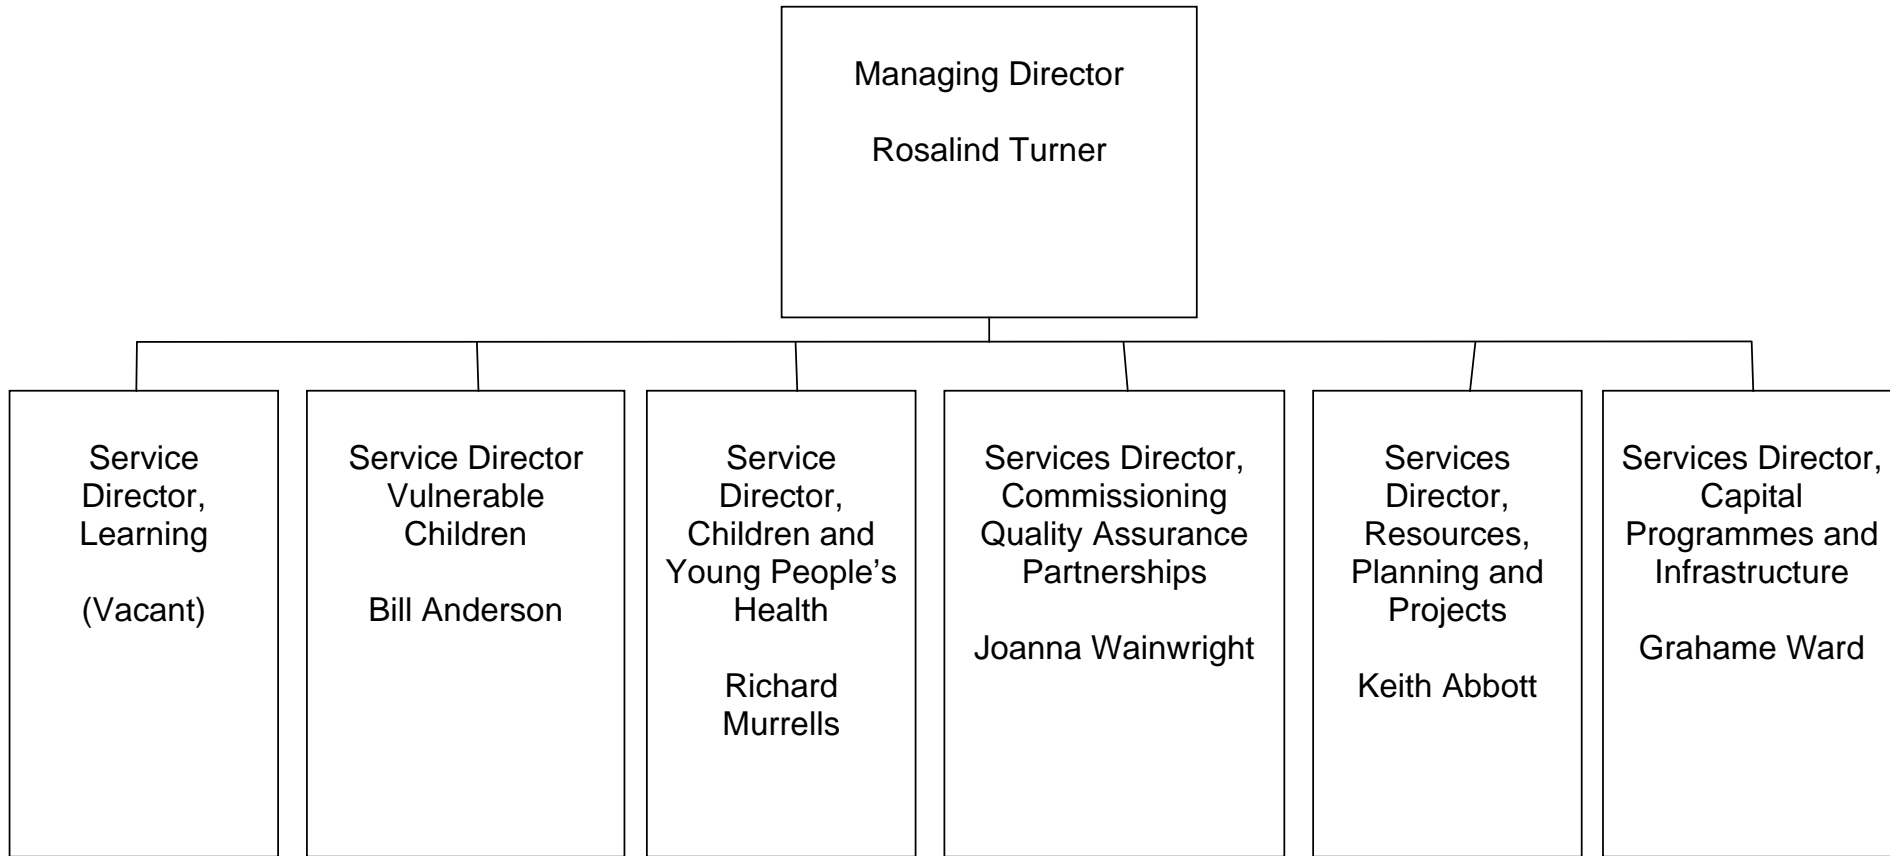 Managing Director
Rosalind Turner
Service
Director,
Learning
(Vacant)
Service Director
Vulnerable
Children
Bill Anderson
Service
Director,
Children and
Young People’s
Health
Richard
Murrells
Services Director,
Commissioning
Quality Assurance
Partnerships
Joanna Wainwright
Services
Director,
Resources,
Planning and
Projects
Keith Abbott
Services Director,
Capital
Programmes and
Infrastructure
Grahame Ward